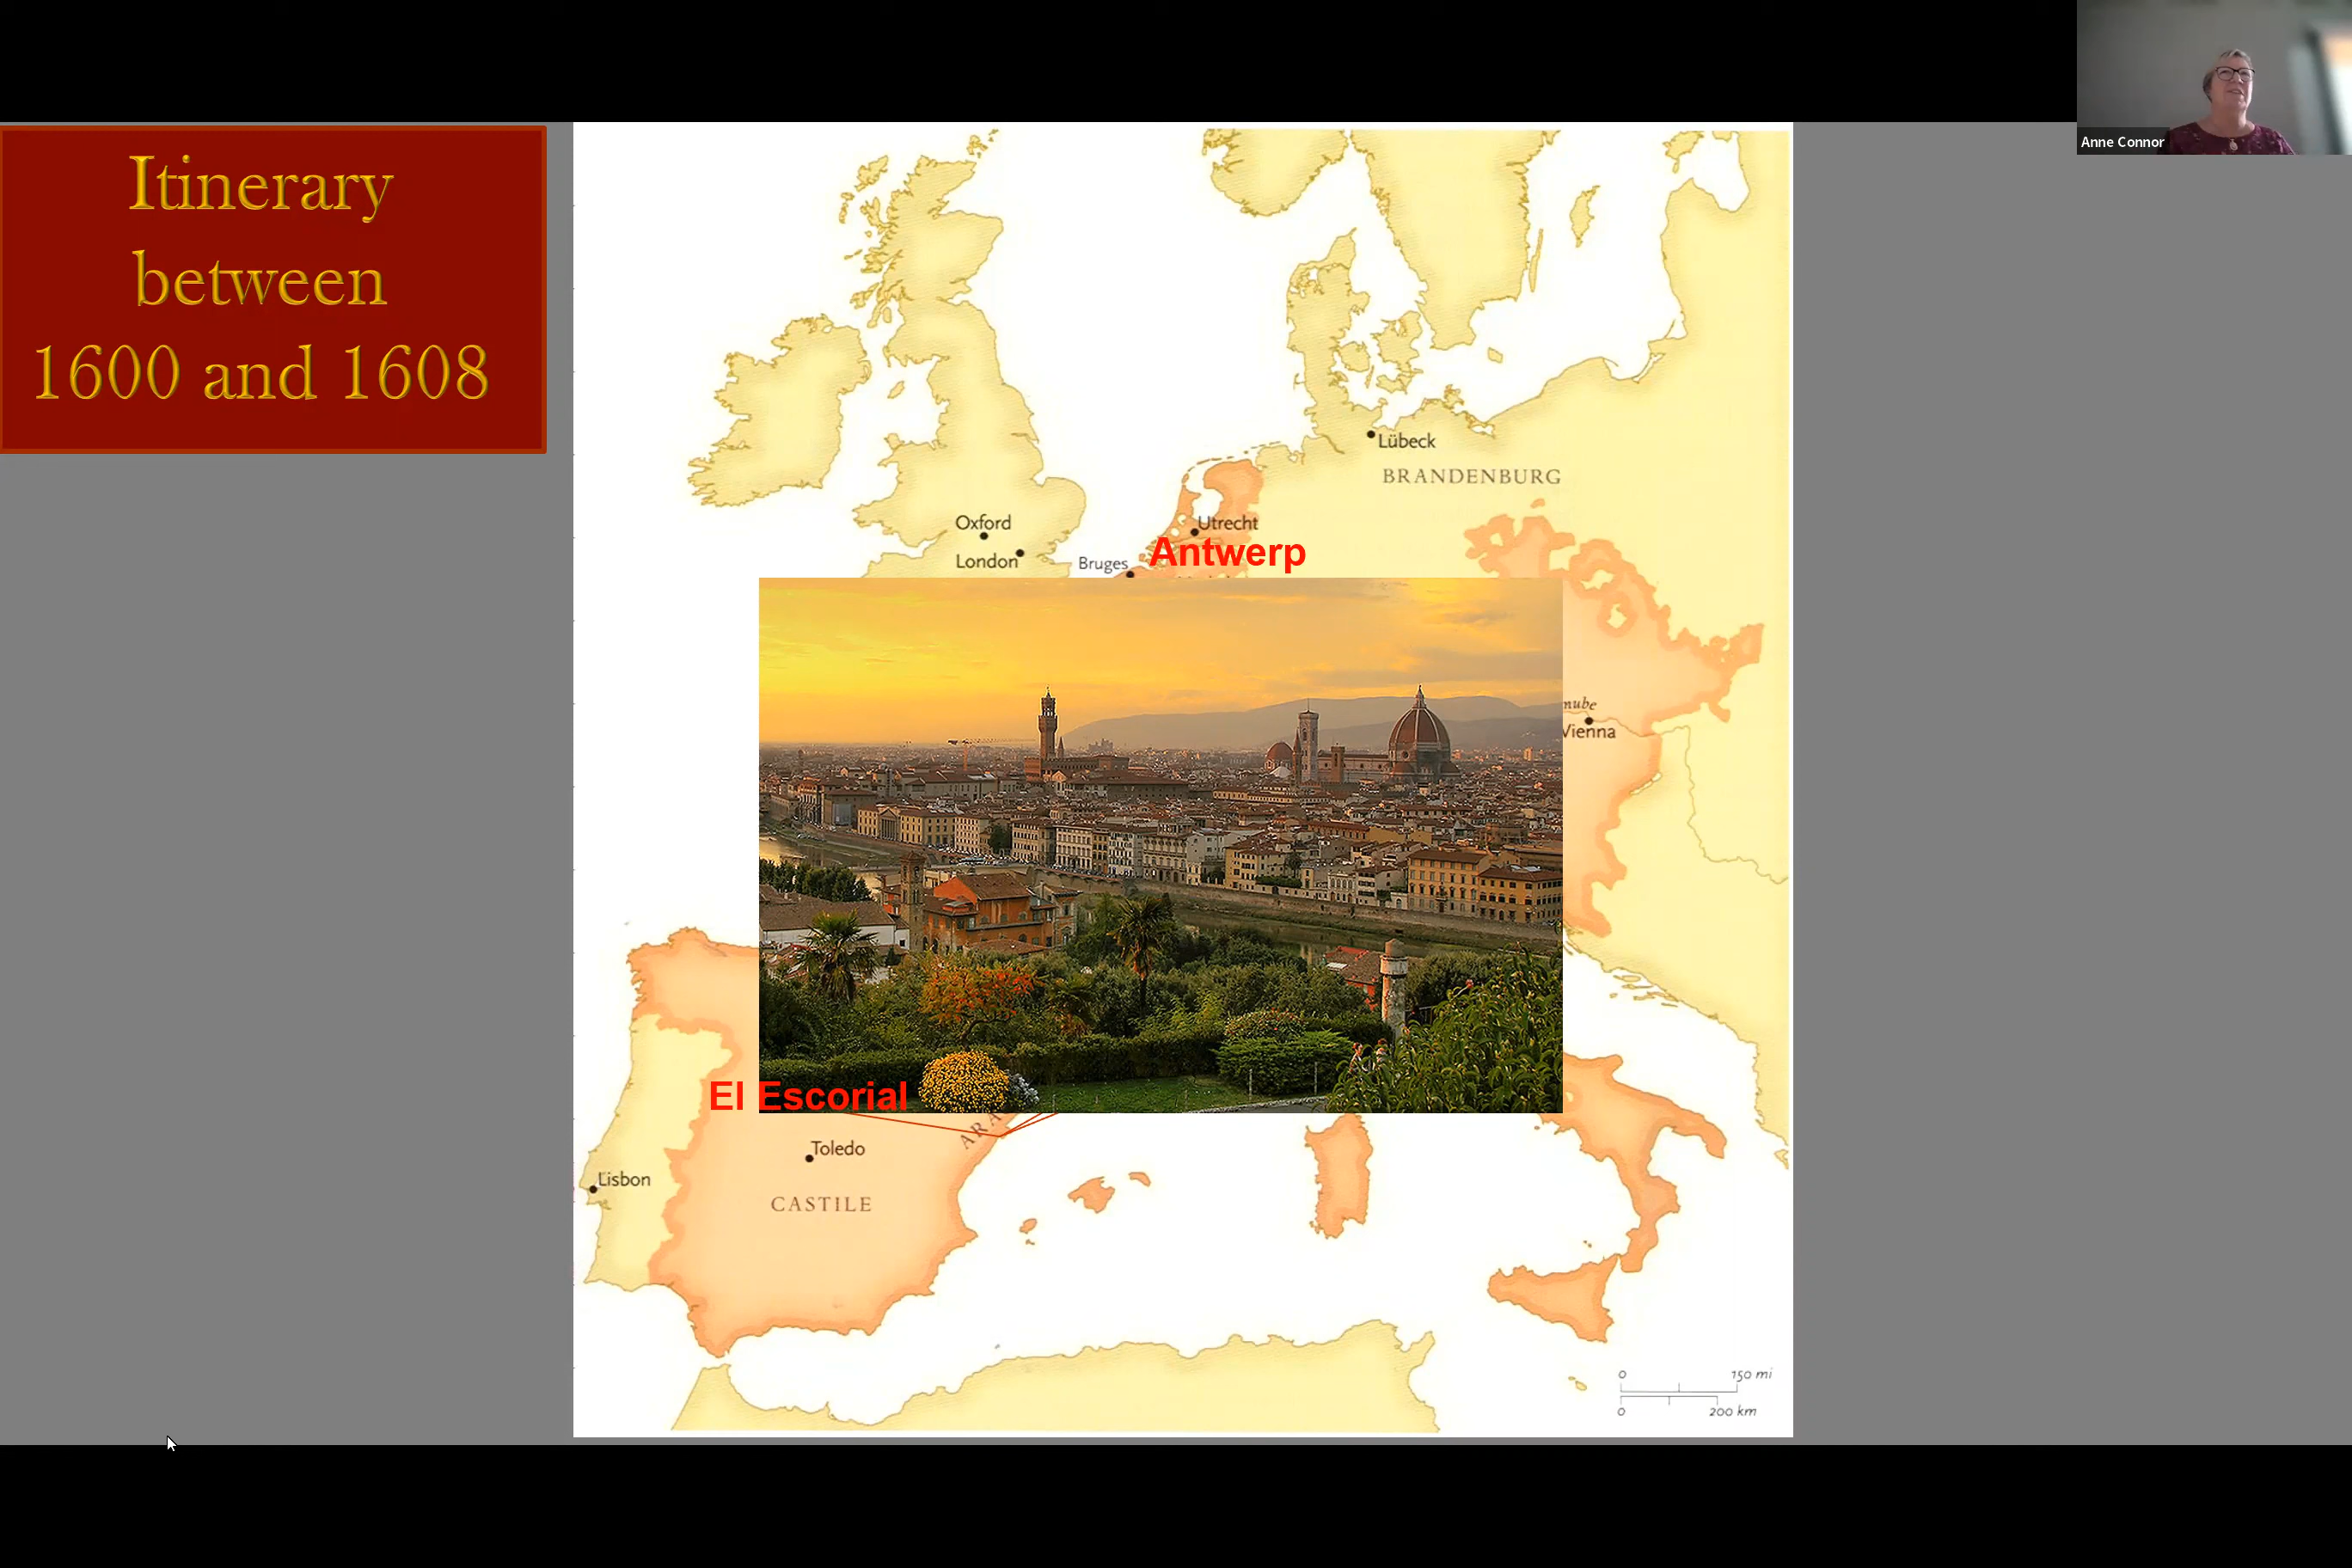 Itinerary
between
1600 and 1608
Anne Connor
Lübeck
BRANDENBURG
Oxford
Utrecht
Antwerp
London
Bruges
nube
Vienna
El Escorial
ARA
Toledo
Lisbon
CASTILE
0 150 mi
0 200 km